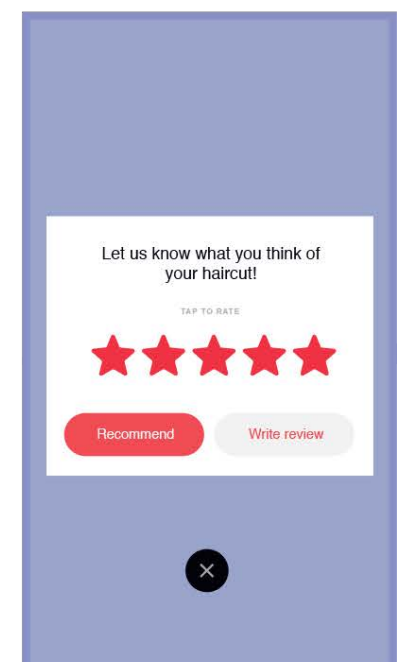 Let us know what you think of
your haircut!
TAP TO RATE
Recommend
Write review